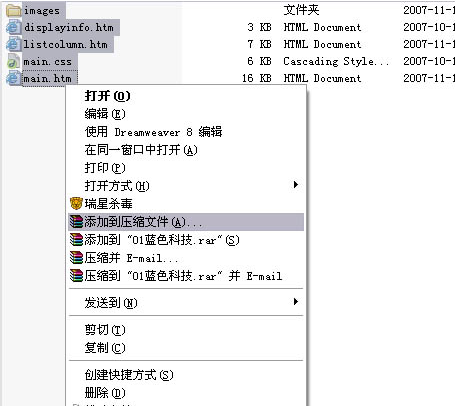 images 文件夹 2007-11-1
displayinfo.htm 3 KB HTML Document 2007-10-1
listcolumn.htm 7 KB HTML Document 2007-11-1
main.css 6 KB Cascading Style... 2007-10-1
main.htm 16 KB HTML Document 2007-11-1
打开(O)
编辑(E)
使用 Dreamweaver 8 编辑
在同一窗口中打开(A)
打印(P)
打开方式(H)
瑞星杀毒
添加到压缩文件(A)...
添加到 "01蓝色科技.rar"(S)
压缩并 E-mail...
压缩到 "01蓝色科技.rar" 并 E-mail
发送到(N)
剪切(T)
复制(C)
创建快捷方式(S)
删除(D)